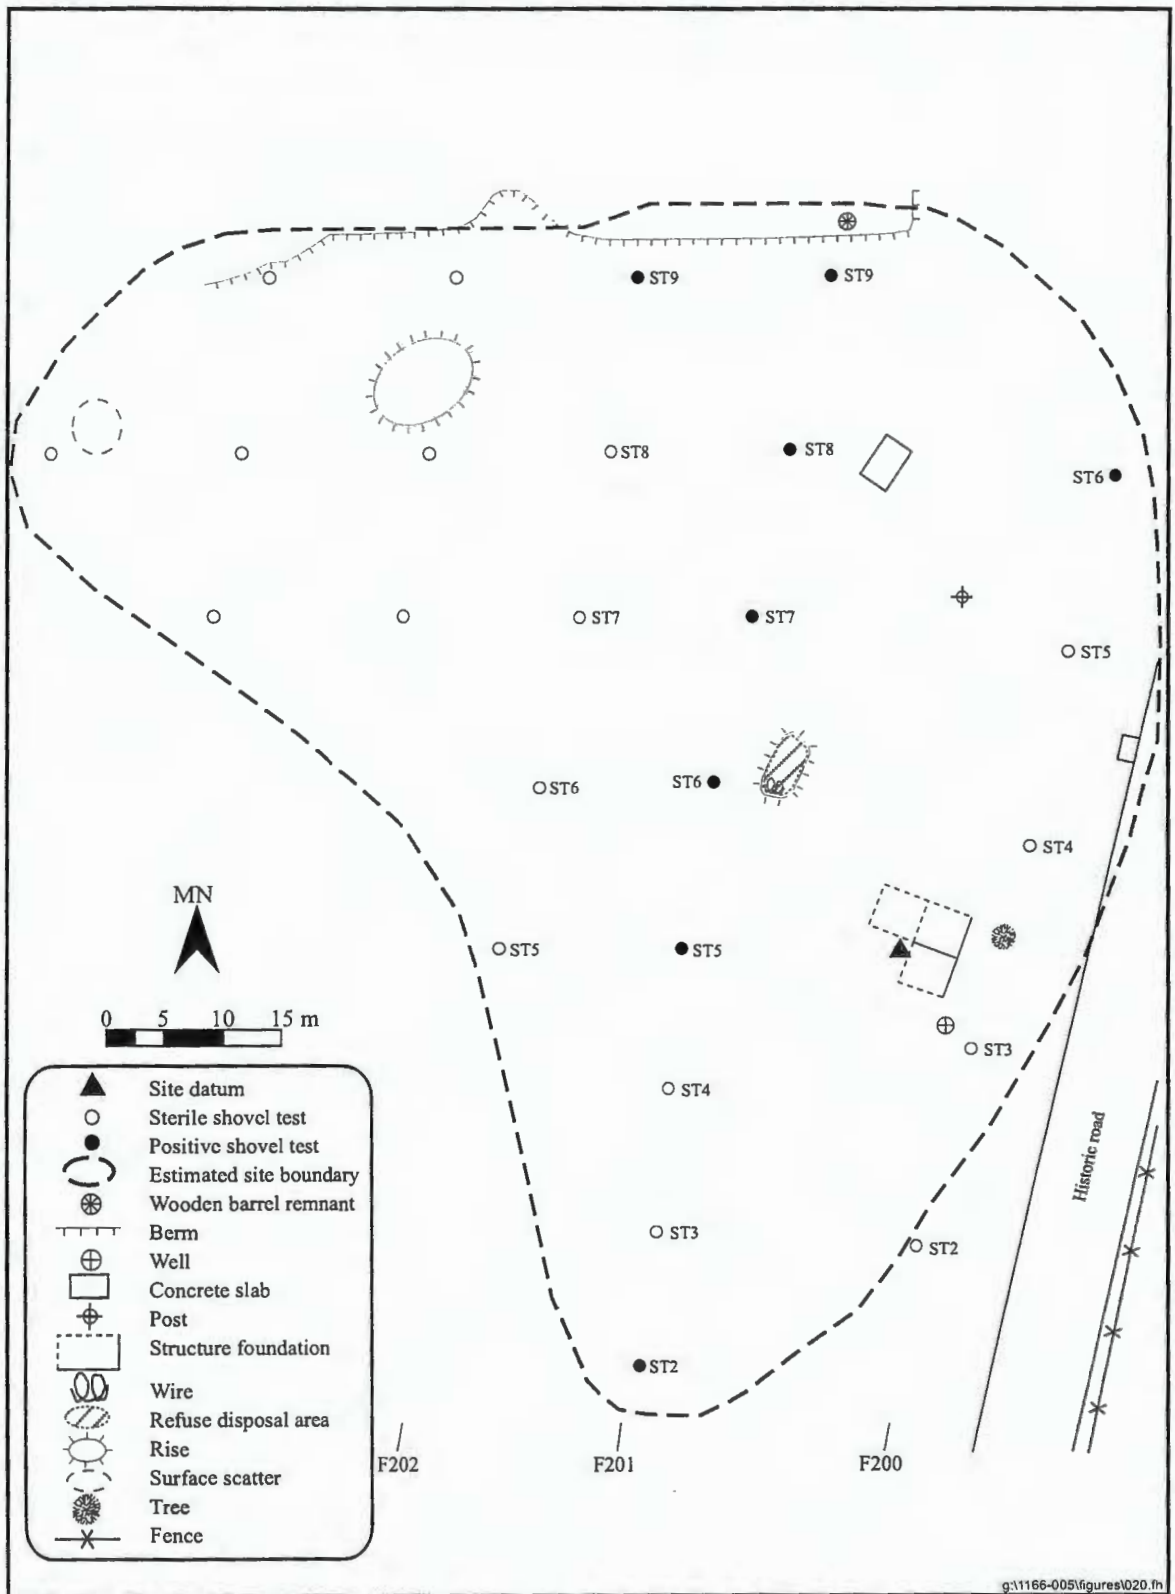 ST9
ST9
ST8
ST8
ST6
ST7
ST7
ST5
ST6
ST6
ST4
MN
ST5
ST5
0 5 10 15 m
ST3
ST4
Site datum
Sterile shovel test
Positive shovel test
Estimated site boundary
Wooden barrel remnant
Berm
Well
Concrete slab
Post
Structure foundation
Wire
Refuse disposal area
Rise
Surface scatter
Tree
Fence
Historic road
ST3
ST2
ST2
F202
F201
F200
g:\1166-005\figures\020.fh